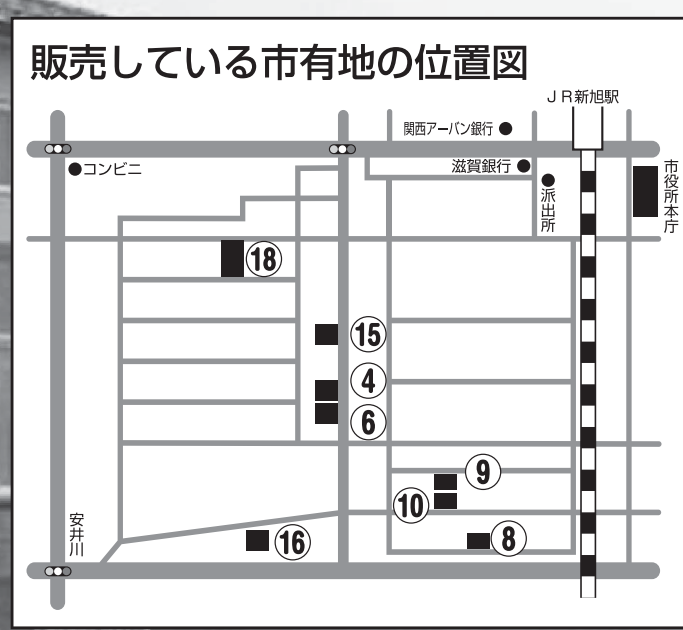 販売している市有地の位置図
JR新旭駅
関西アーバン銀行
コンビニ
滋賀銀行
派出所
市役所本庁
⑱
⑮
④
⑥
⑨
⑩
⑧
⑯
安井川